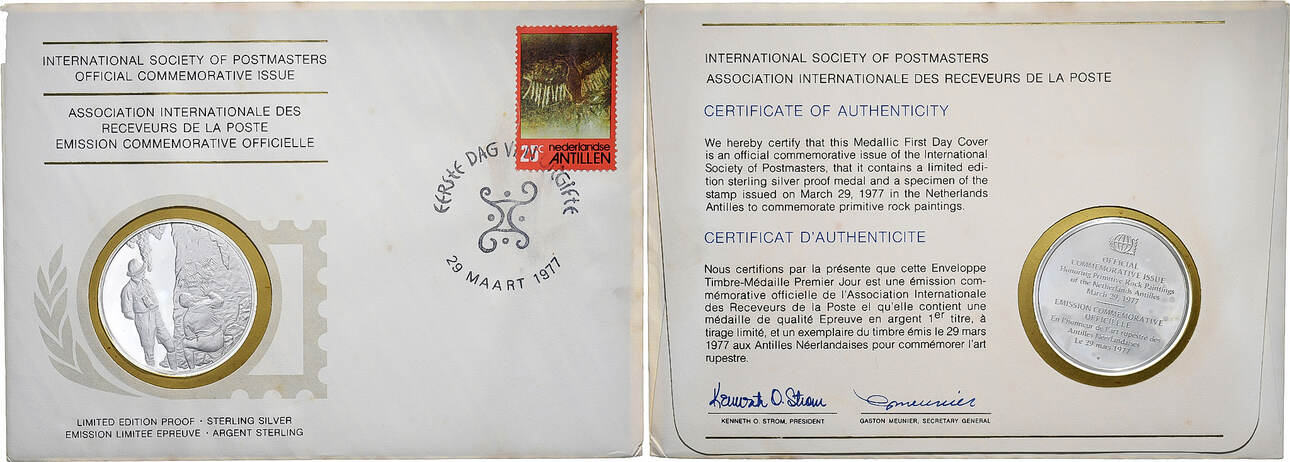 INTERNATIONAL SOCIETY OF POSTMASTERS
OFFICIAL COMMEMORATIVE ISSUE
ASSOCIATION INTERNATIONALE DES
RECEVEURS DE LA POSTE
EMISSION COMMEMORATIVE OFFICIELLE
LIMITED EDITION PROOF · STERLING SILVER
EMISSION LIMITEE EPREUVE · ARGENT STERLING
nederlandse
ANTILLEN
EERSTE DAG VAN UITGIFTE
29 MAART 1977
INTERNATIONAL SOCIETY OF POSTMASTERS
ASSOCIATION INTERNATIONALE DES RECEVEURS DE LA POSTE
CERTIFICATE OF AUTHENTICITY
We hereby certify that this Medallic First Day Cover
is an official commemorative issue of the International
Society of Postmasters, that it contains a limited edi-
tion sterling silver proof medal and a specimen of the
stamp issued on March 29, 1977 in the Netherlands
Antilles to commemorate primitive rock paintings.
CERTIFICAT D'AUTHENTICITE
Nous certifions par la présente que cette Enveloppe
Timbre-Médaille Premier Jour est une émission com-
mémorative officielle de l'Association Internationale
des Receveurs de la Poste et qu'elle contient une
médaille de qualité Epreuve en argent 1er titre, à
tirage limité, et un exemplaire du timbre émis le 29 mars
1977 aux Antilles Néerlandaises pour commémorer l'art
rupestre.
Kenneth O. Strom
KENNETH O. STROM, PRESIDENT
GMeunier
GASTON MEUNIER, SECRETARY GENERAL
OFFICIAL
COMMEMORATIVE ISSUE
Honoring Primitive Rock Paintings
of the Netherlands Antilles
March 29, 1977
EMISSION COMMEMORATIVE
OFFICIELLE
En l'honneur de l'art rupestre des
Antilles Néerlandaises
Le 29 mars 1977